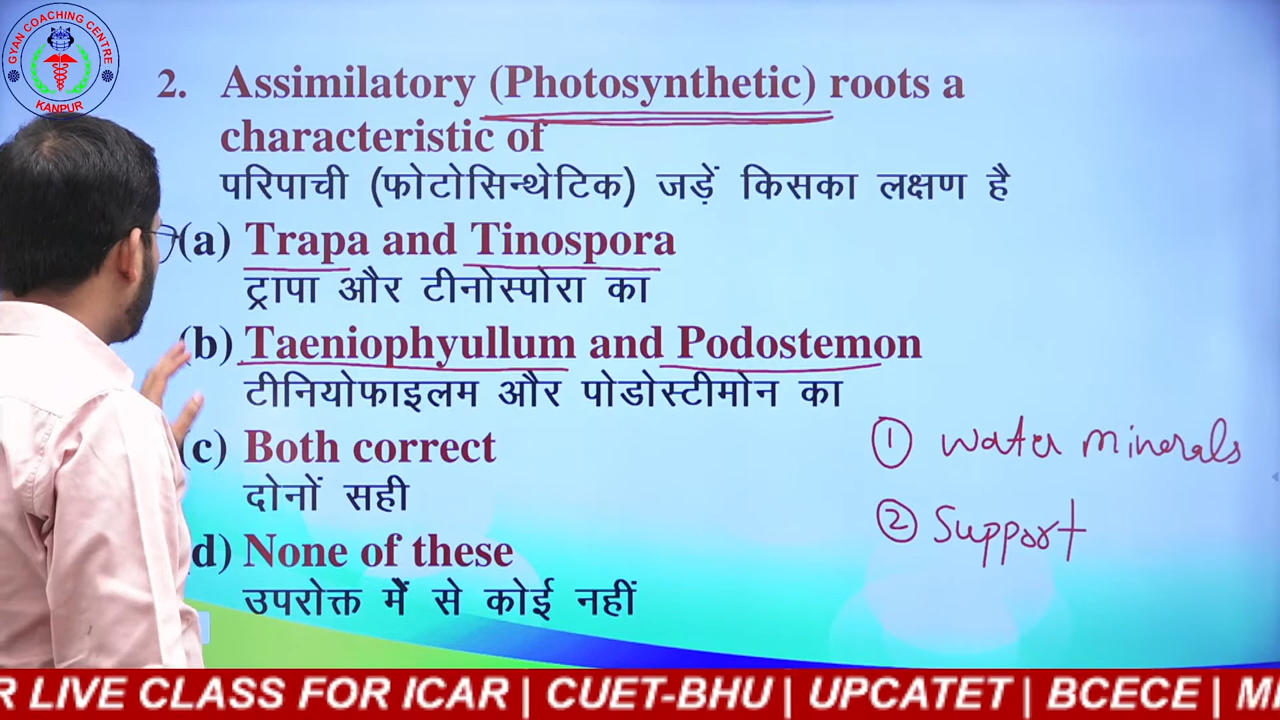 GYAN COACHING CENTRE
KANPUR
2. Assimilatory (Photosynthetic) roots a
characteristic of
परिपाची (फोटोसिन्थेटिक) जड़ें किसका लक्षण है
(a) Trapa and Tinospora
ट्रापा और टीनोस्पोरा का
(b) Taeniophyullum and Podostemon
टीनियोफाइलम और पोडोस्टीमोन का
(c) Both correct
दोनों सही
d) None of these
उपरोक्त में से कोई नहीं
① water minerals
② Support
R LIVE CLASS FOR ICAR | CUET-BHU | UPCATET | BCECE |